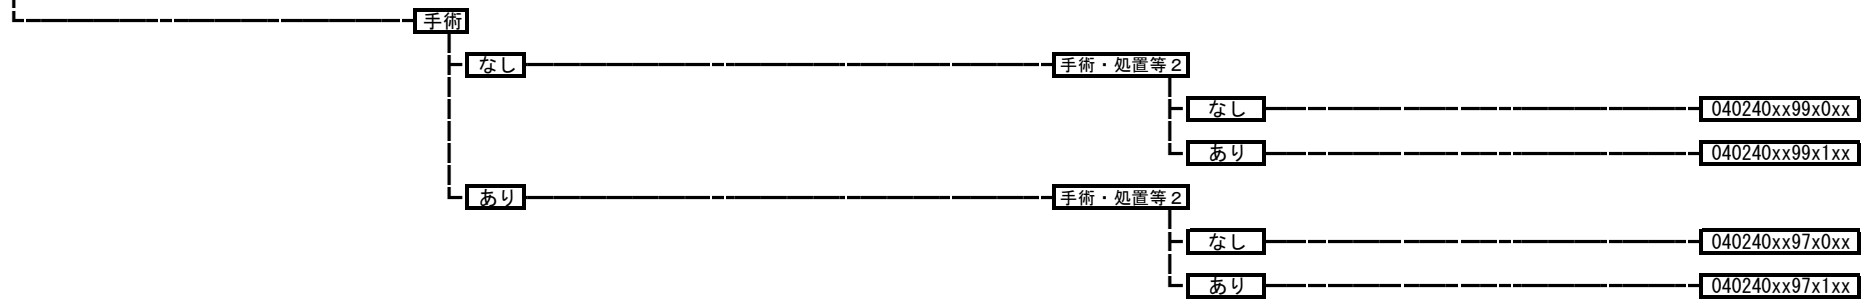 手術
なし 手術・処置等２
なし 040240xx99x0xx
あり 040240xx99x1xx
あり 手術・処置等２
なし 040240xx97x0xx
あり 040240xx97x1xx